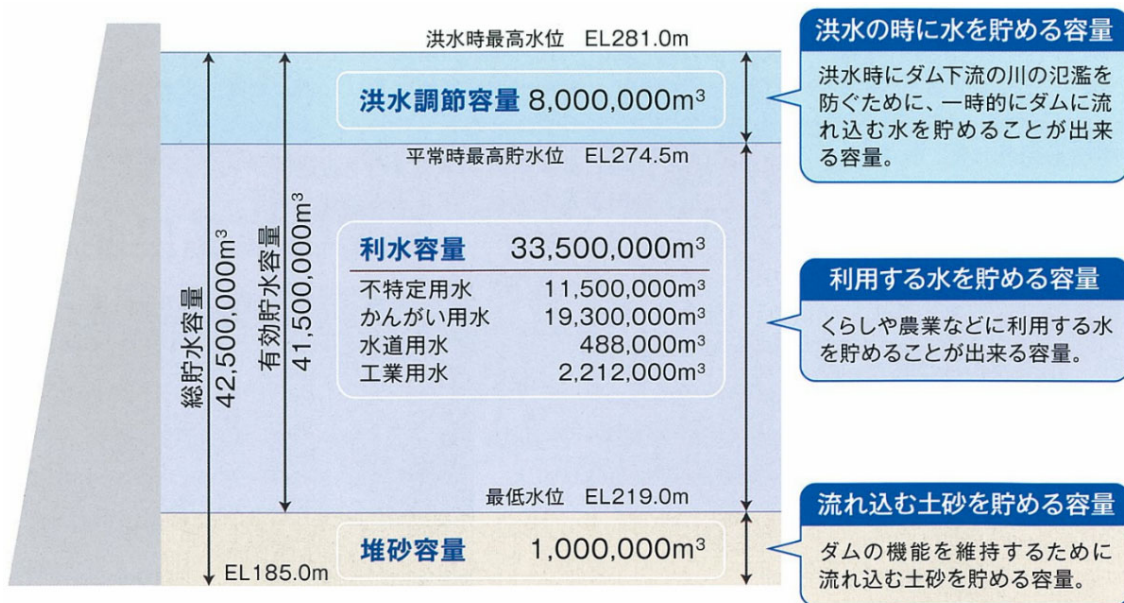 洪水時最高水位 EL281.0m
洪水調節容量 8,000,000m³
平常時最高貯水位 EL274.5m
総貯水容量
42,500,000m³
有効貯水容量
41,500,000m³
利水容量 33,500,000m³
不特定用水 11,500,000m³
かんがい用水 19,300,000m³
水道用水 488,000m³
工業用水 2,212,000m³
最低水位 EL219.0m
堆砂容量 1,000,000m³
EL185.0m
洪水の時に水を貯める容量
洪水時にダム下流の川の氾濫を
防ぐために、一時的にダムに流
れ込む水を貯めることが出来
る容量。
利用する水を貯める容量
くらしや農業などに利用する水
を貯めることが出来る容量。
流れ込む土砂を貯める容量
ダムの機能を維持するために
流れ込む土砂を貯める容量。